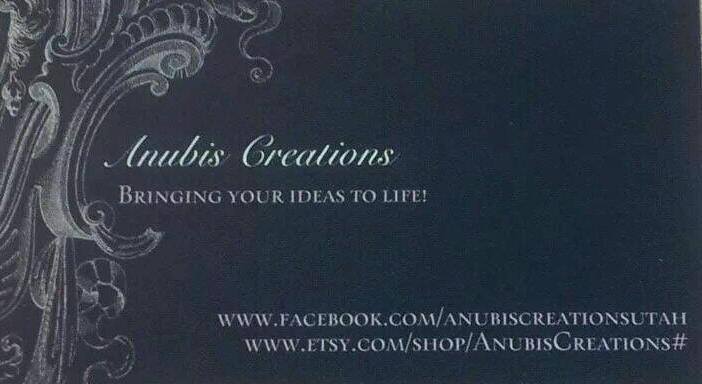 Anubis Creations
Bringing your ideas to life!
www.facebook.com/anubiscreationsutah
www.etsy.com/shop/AnubisCreations#